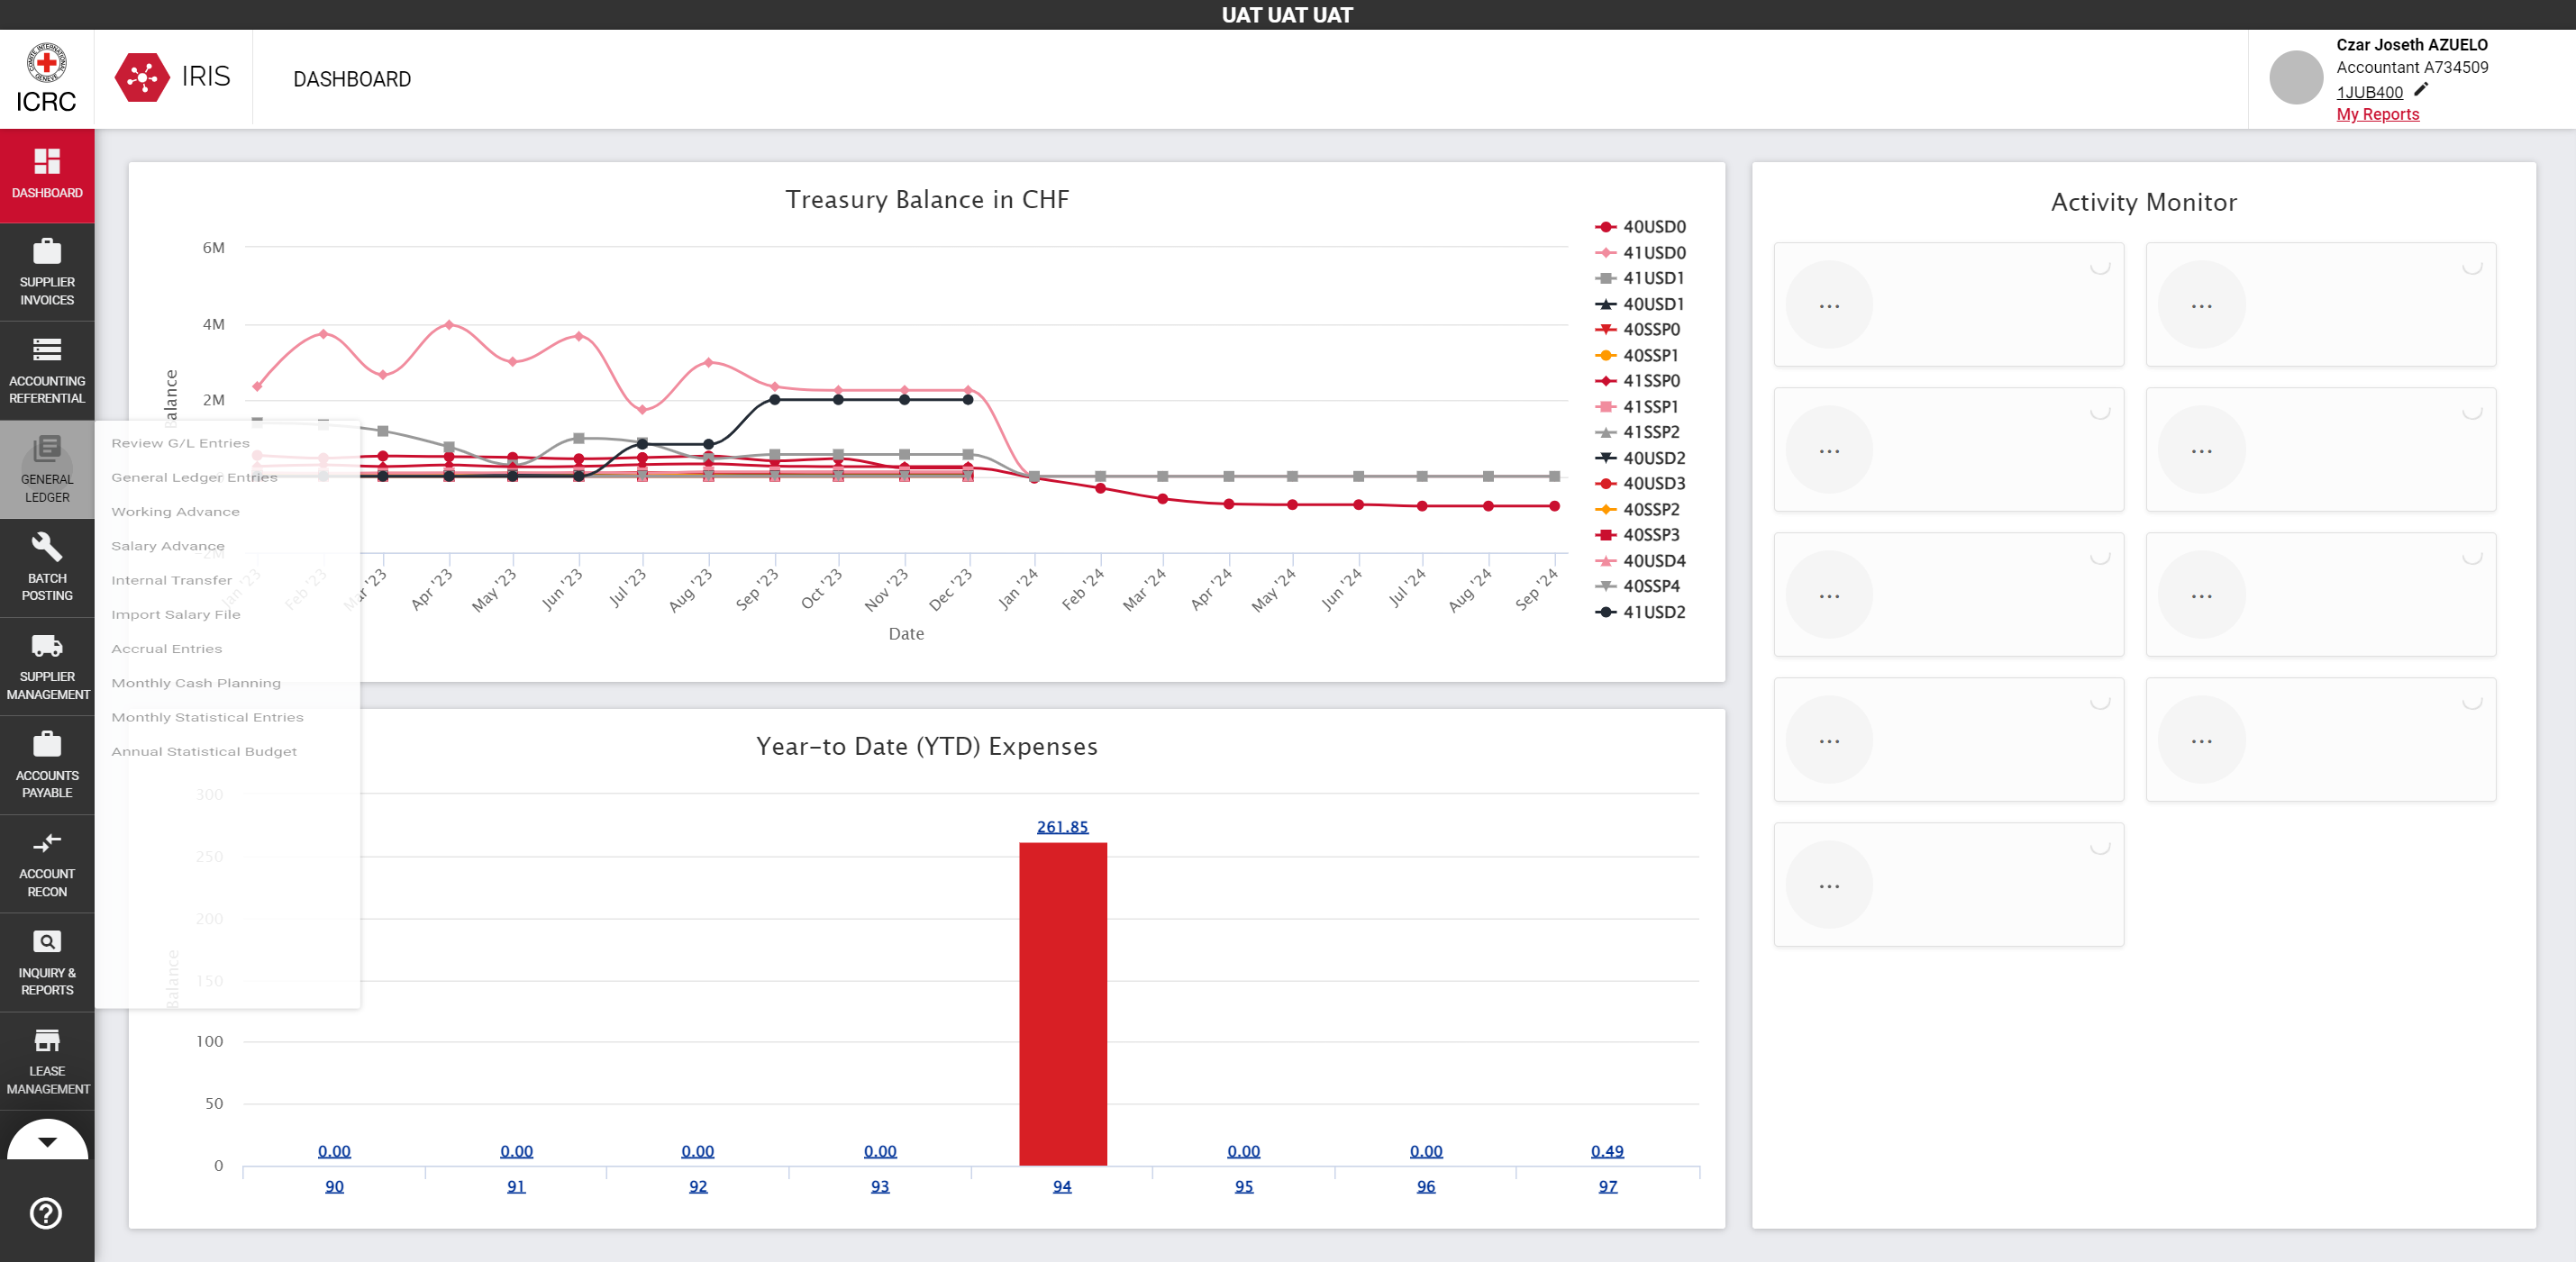 UAT UAT UAT
ICRC
IRIS
DASHBOARD
Czar Joseth AZUELO
Accountant A734509
1JUB400
My Reports
DASHBOARD
SUPPLIER
INVOICES
ACCOUNTING
REFERENTIAL
GENERAL
LEDGER
BATCH
POSTING
SUPPLIER
MANAGEMENT
ACCOUNTS
PAYABLE
ACCOUNT
RECON
INQUIRY &
REPORTS
LEASE
MANAGEMENT
Review G/L Entries
General Ledger Entries
Working Advance
Salary Advance
Internal Transfer
Import Salary File
Accrual Entries
Monthly Cash Planning
Monthly Statistical Entries
Annual Statistical Budget
Treasury Balance in CHF
Balance
6M
4M
2M
-2M
Jan '23
Feb '23
Mar '23
Apr '23
May '23
Jun '23
Jul '23
Aug '23
Sep '23
Oct '23
Nov '23
Dec '23
Jan '24
Feb '24
Mar '24
Apr '24
May '24
Jun '24
Jul '24
Aug '24
Sep '24
Date
40USD0
41USD0
41USD1
40USD1
40SSP0
40SSP1
41SSP0
41SSP1
41SSP2
40USD2
40USD3
40SSP2
40SSP3
40USD4
40SSP4
41USD2
Year-to Date (YTD) Expenses
Balance
300
250
200
150
100
50
0
0.00
0.00
0.00
0.00
261.85
0.00
0.00
0.49
90
91
92
93
94
95
96
97
Activity Monitor
...
...
...
...
...
...
...
...
...